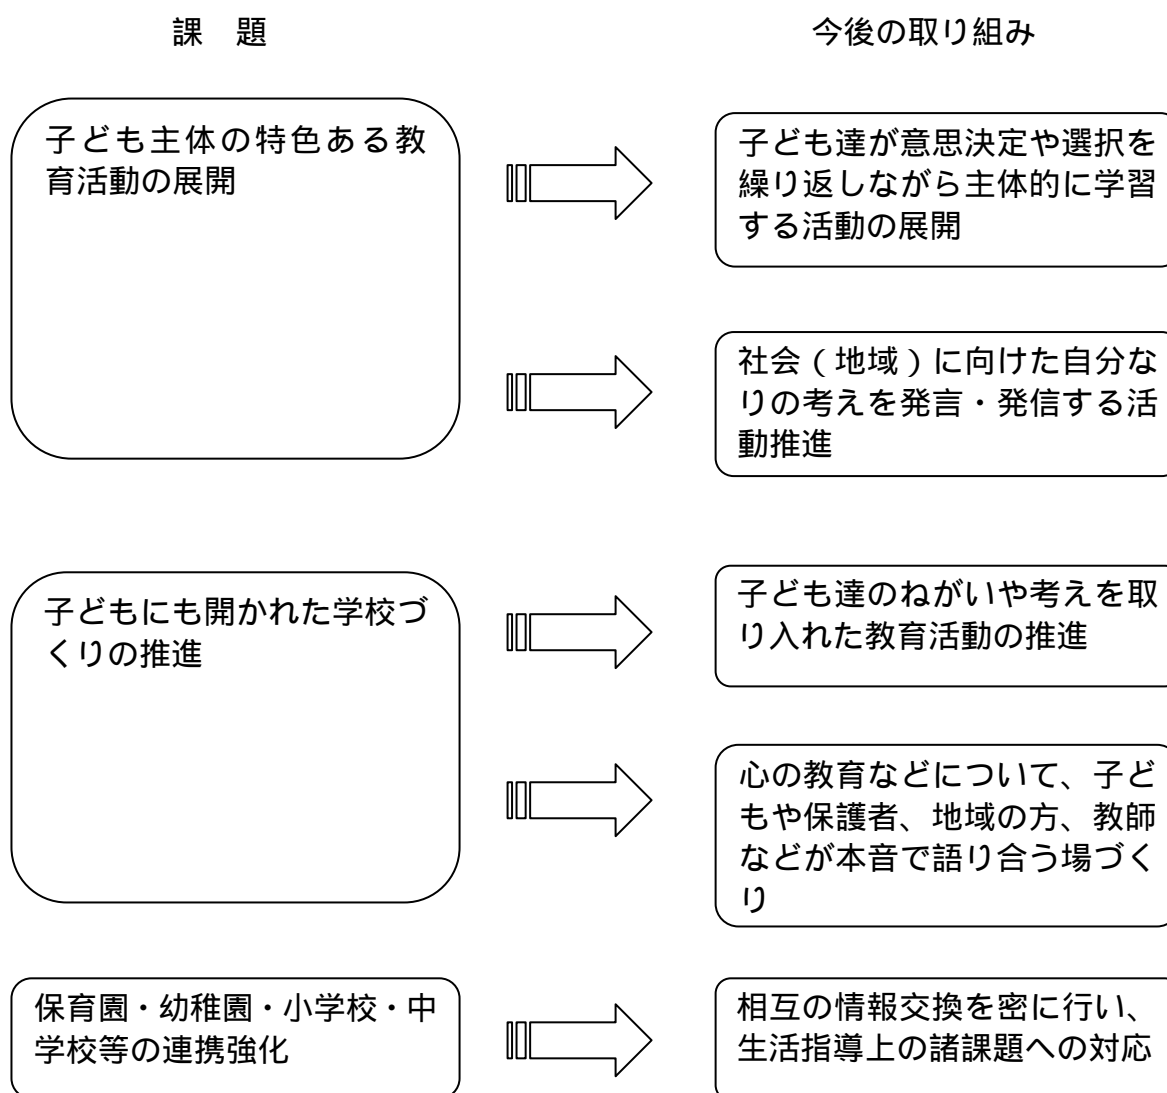 課　題
今後の取り組み
子ども主体の特色ある教
育活動の展開
子ども達が意思決定や選択を
繰り返しながら主体的に学習
する活動の展開
社会（地域）に向けた自分な
りの考えを発言・発信する活
動推進
子どもにも開かれた学校づ
くりの推進
子ども達のねがいや考えを取
り入れた教育活動の推進
心の教育などについて、子ど
もや保護者、地域の方、教師
などが本音で語り合う場づく
り
保育園・幼稚園・小学校・中
学校等の連携強化
相互の情報交換を密に行い、
生活指導上の諸課題への対応